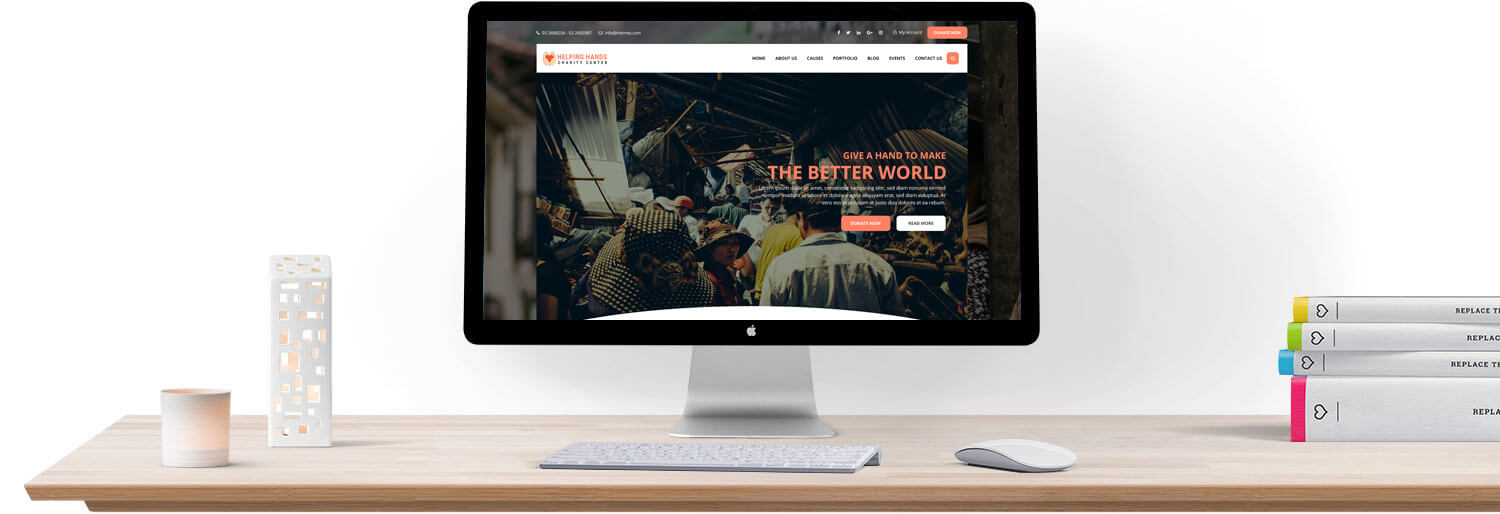 03 2689254 - 03 2682987 info@themes.com
My Account DONATE NOW
HELPING HANDS
CHARITY CENTER
HOME ABOUT US CAUSES PORTFOLIO BLOG EVENTS CONTACT US
GIVE A HAND TO MAKE
THE BETTER WORLD
Lorem ipsum dolor sit amet, consetetur sadipscing elitr, sed diam nonumy eirmod
tempor invidunt ut labore et dolore magna aliquyam erat, sed diam voluptua. At
vero eos et accusam et justo duo dolores et ea rebum.
DONATE NOW READ MORE
REPLACE
REPLAC
REPLACE
REPLA